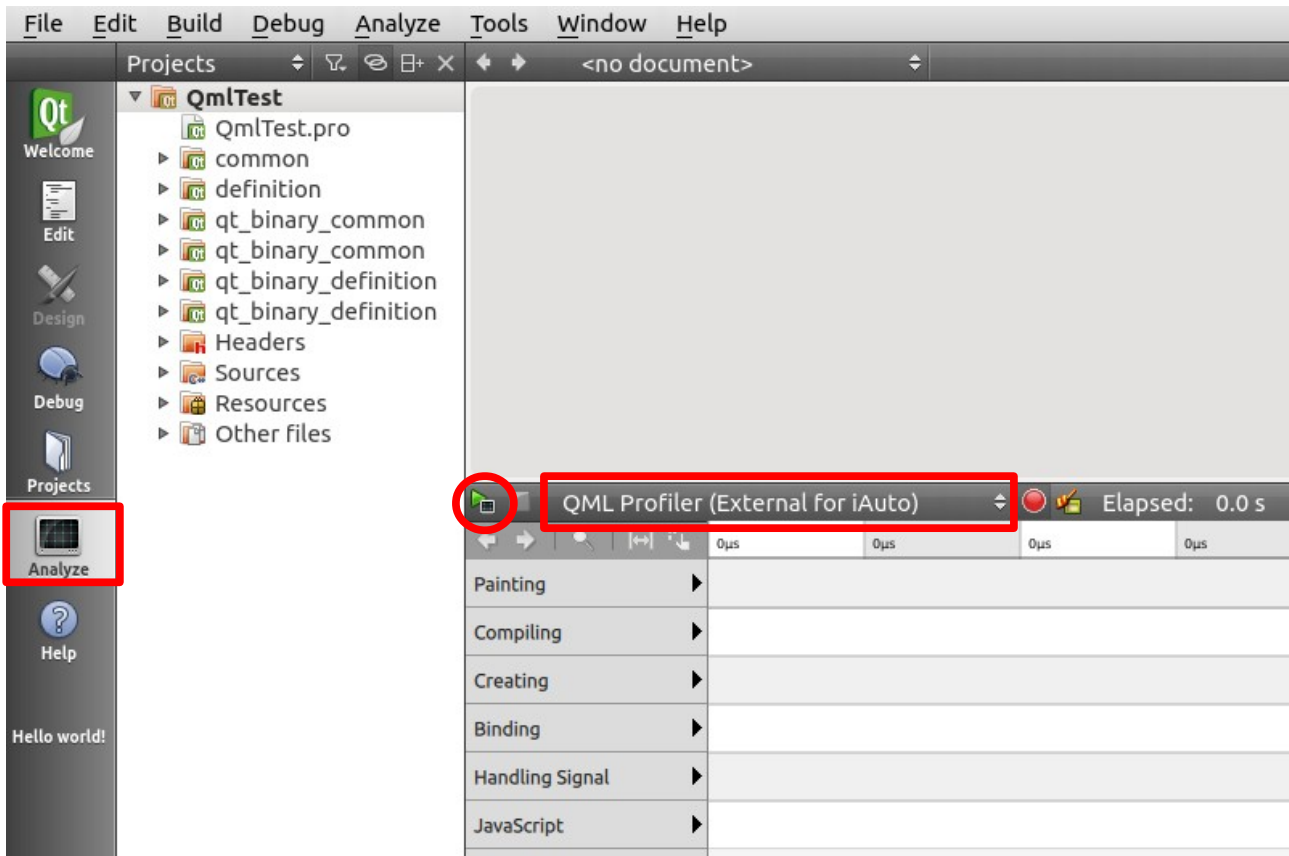 File Edit Build Debug Analyze Tools Window Help
Projects <no document>
Qt
Welcome
Edit
Design
Debug
Projects
Analyze
Help
Hello world!
QmlTest
QmlTest.pro
common
definition
qt_binary_common
qt_binary_common
qt_binary_definition
qt_binary_definition
Headers
Sources
Resources
Other files
QML Profiler (External for iAuto) Elapsed: 0.0 s
0µs 0µs 0µs 0µs
Painting
Compiling
Creating
Binding
Handling Signal
JavaScript